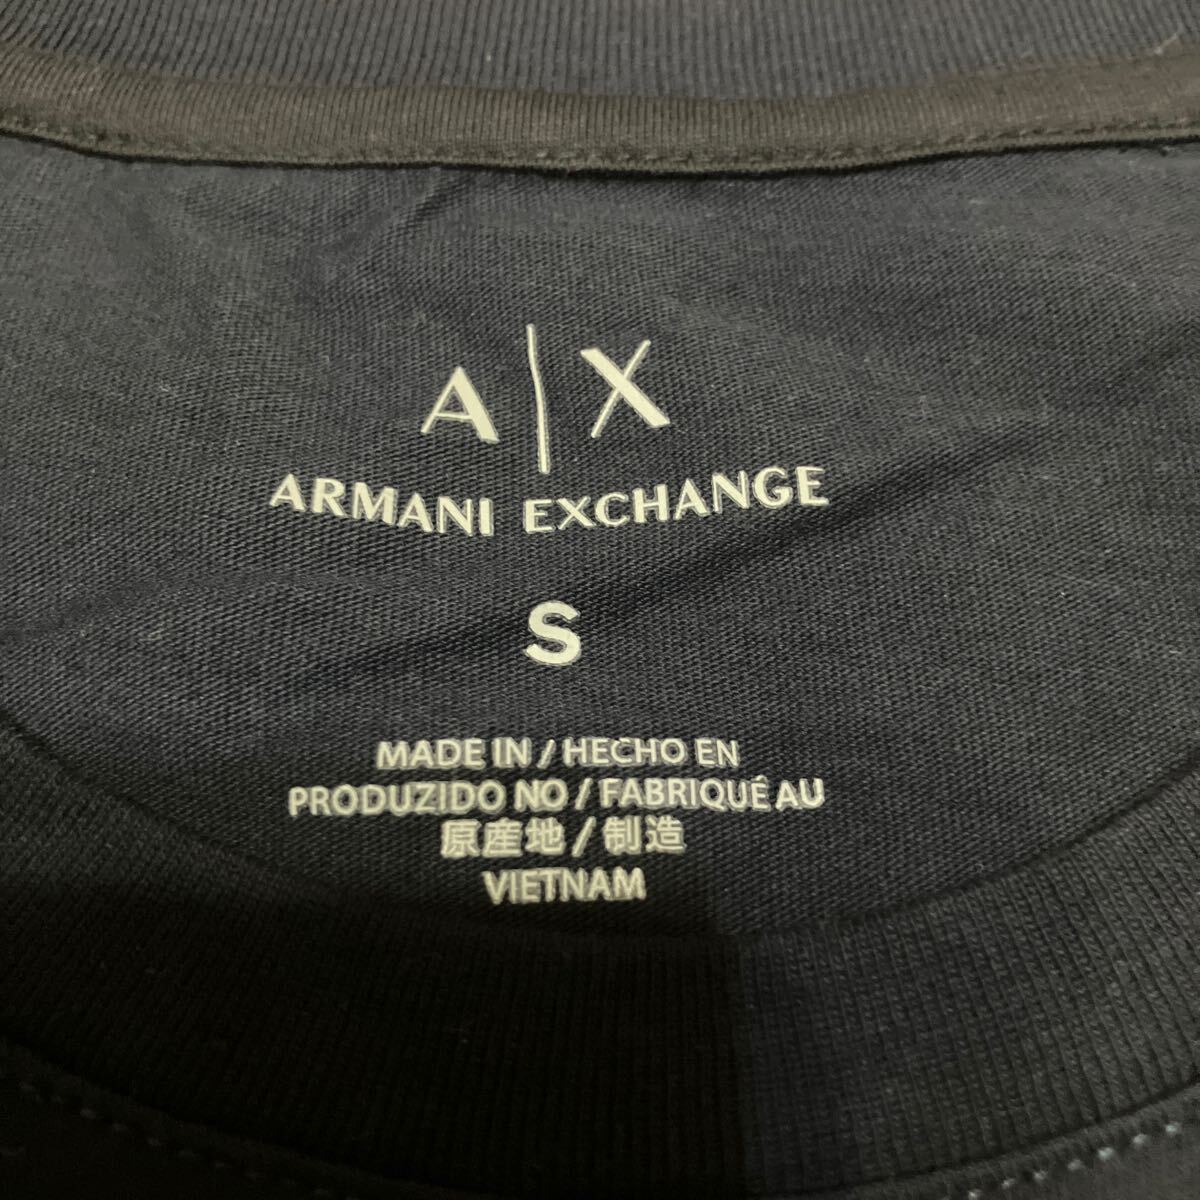 A|X
ARMANI EXCHANGE
S
MADE IN / HECHO EN
PRODUZIDO NO / FABRIQUÉ AU
原産地 / 制造
VIETNAM